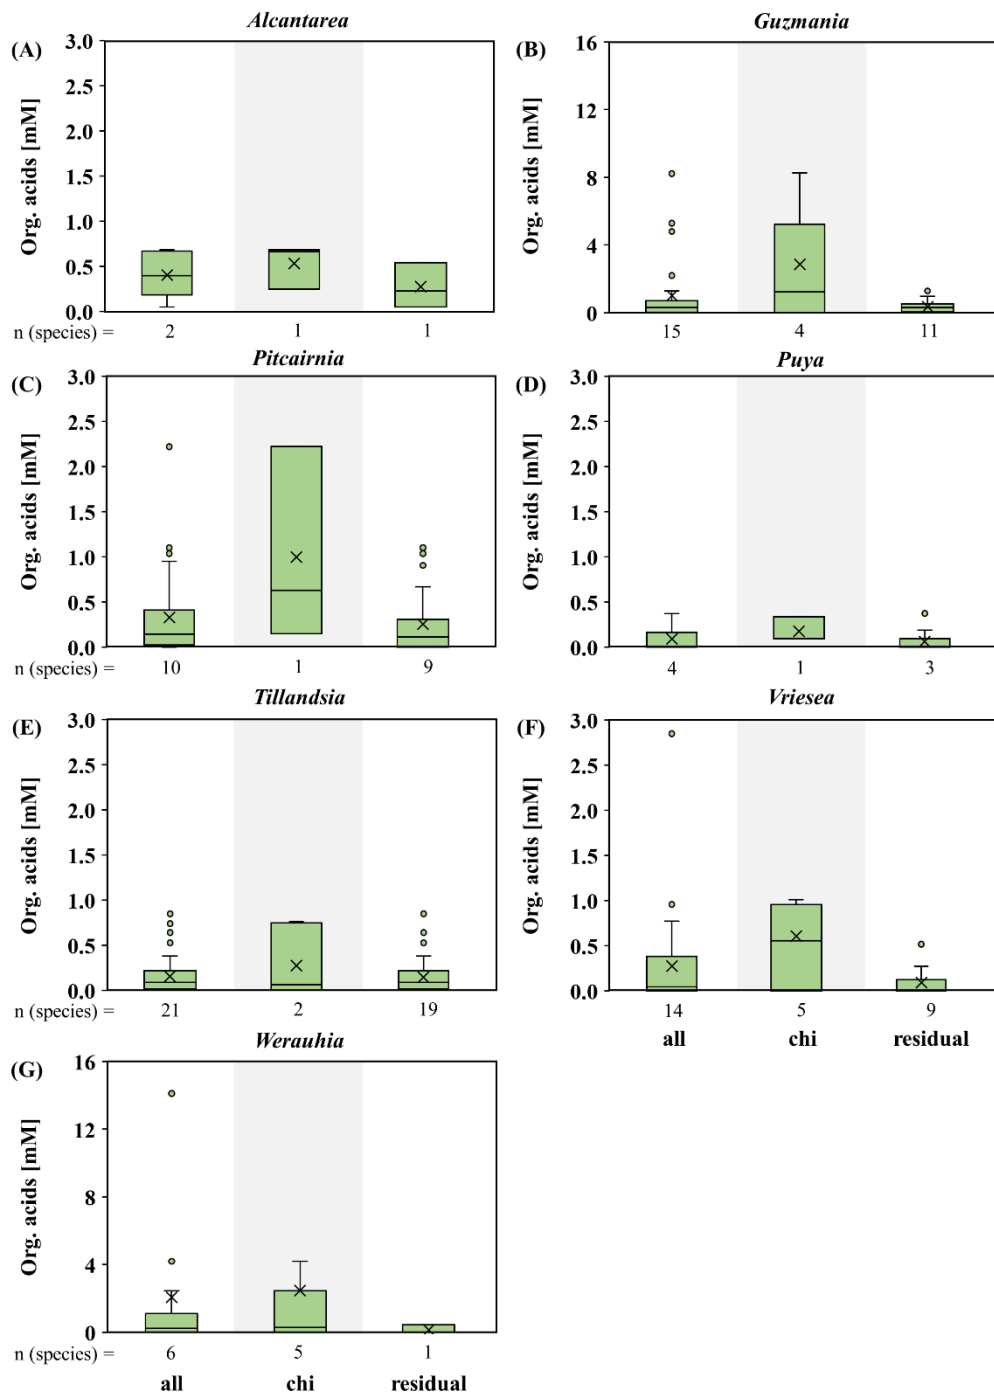 Alcantarea
(A)
Org. acids [mM]
3.0
2.5
2.0
1.5
1.0
0.5
0.0
n (species) = 2 1 1
Guzmania
(B)
Org. acids [mM]
16
12
8
4
0
15 4 11
Pitcairnia
(C)
Org. acids [mM]
3.0
2.5
2.0
1.5
1.0
0.5
0.0
n (species) = 10 1 9
Puya
(D)
Org. acids [mM]
3.0
2.5
2.0
1.5
1.0
0.5
0.0
4 1 3
Tillandsia
(E)
Org. acids [mM]
3.0
2.5
2.0
1.5
1.0
0.5
0.0
n (species) = 21 2 19
Vriesea
(F)
Org. acids [mM]
3.0
2.5
2.0
1.5
1.0
0.5
0.0
14 5 9
all chi residual
Werauhia
(G)
Org. acids [mM]
16
12
8
4
0
n (species) = 6 5 1
all chi residual